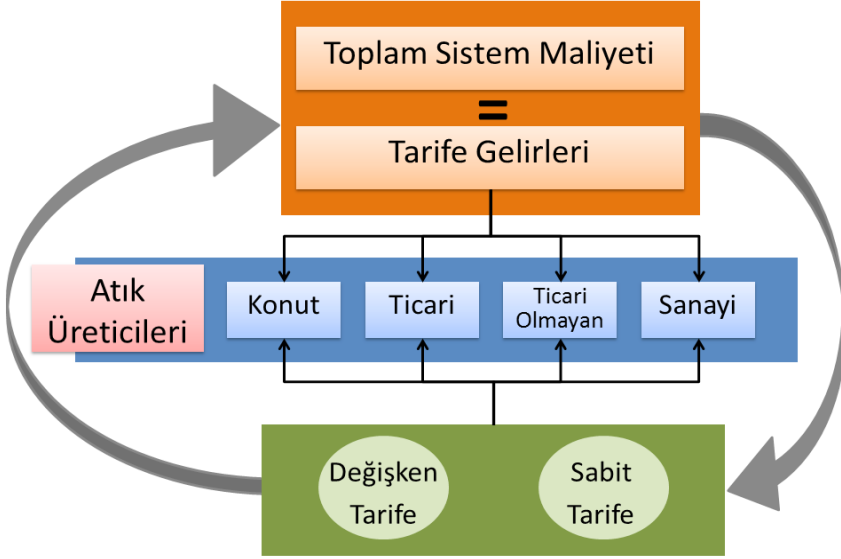 Toplam Sistem Maliyeti
=
Tarife Gelirleri
Atık
Üreticileri
Konut
Ticari
Ticari
Olmayan
Sanayi
Değişken
Tarife
Sabit
Tarife